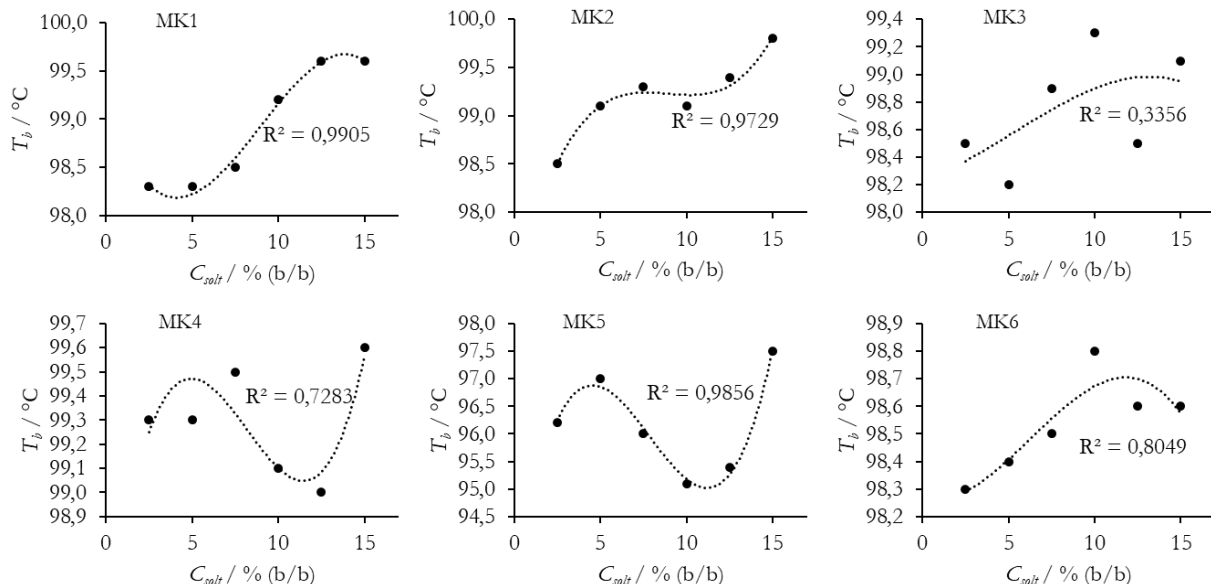 MK1
100,0
99,5
99,0
98,5
98,0
T_b / °C
R² = 0,9905
0 5 10 15
C_solt / % (b/b)
MK2
100,0
99,5
99,0
98,5
98,0
T_b / °C
R² = 0,9729
0 5 10 15
C_solt / % (b/b)
MK3
99,4
99,2
99,0
98,8
98,6
98,4
98,2
98,0
T_b / °C
R² = 0,3356
0 5 10 15
C_solt / % (b/b)
MK4
99,7
99,6
99,5
99,4
99,3
99,2
99,1
99,0
98,9
T_b / °C
R² = 0,7283
0 5 10 15
C_solt / % (b/b)
MK5
98,0
97,5
97,0
96,5
96,0
95,5
95,0
94,5
T_b / °C
R² = 0,9856
0 5 10 15
C_solt / % (b/b)
MK6
98,9
98,8
98,7
98,6
98,5
98,4
98,3
98,2
T_b / °C
R² = 0,8049
0 5 10 15
C_solt / % (b/b)